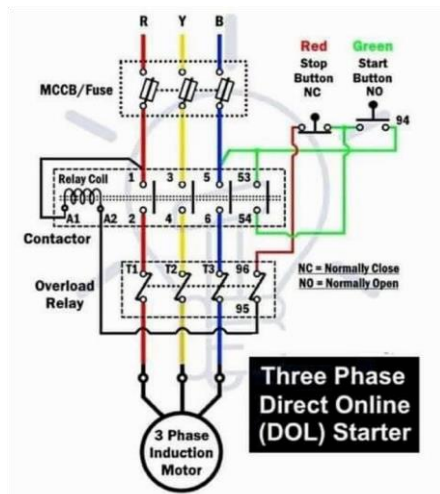 R Y B
Red Green
Stop Button NC
Start Button NO
MCCB/Fuse
94
Relay Coil 1 3 5 53
A1 A2 2 4 6 54
Contactor
T1 T2 T3 96
NC = Normally Close
NO = Normally Open
Overload Relay
95
Three Phase
Direct Online
(DOL) Starter
3 Phase
Induction
Motor